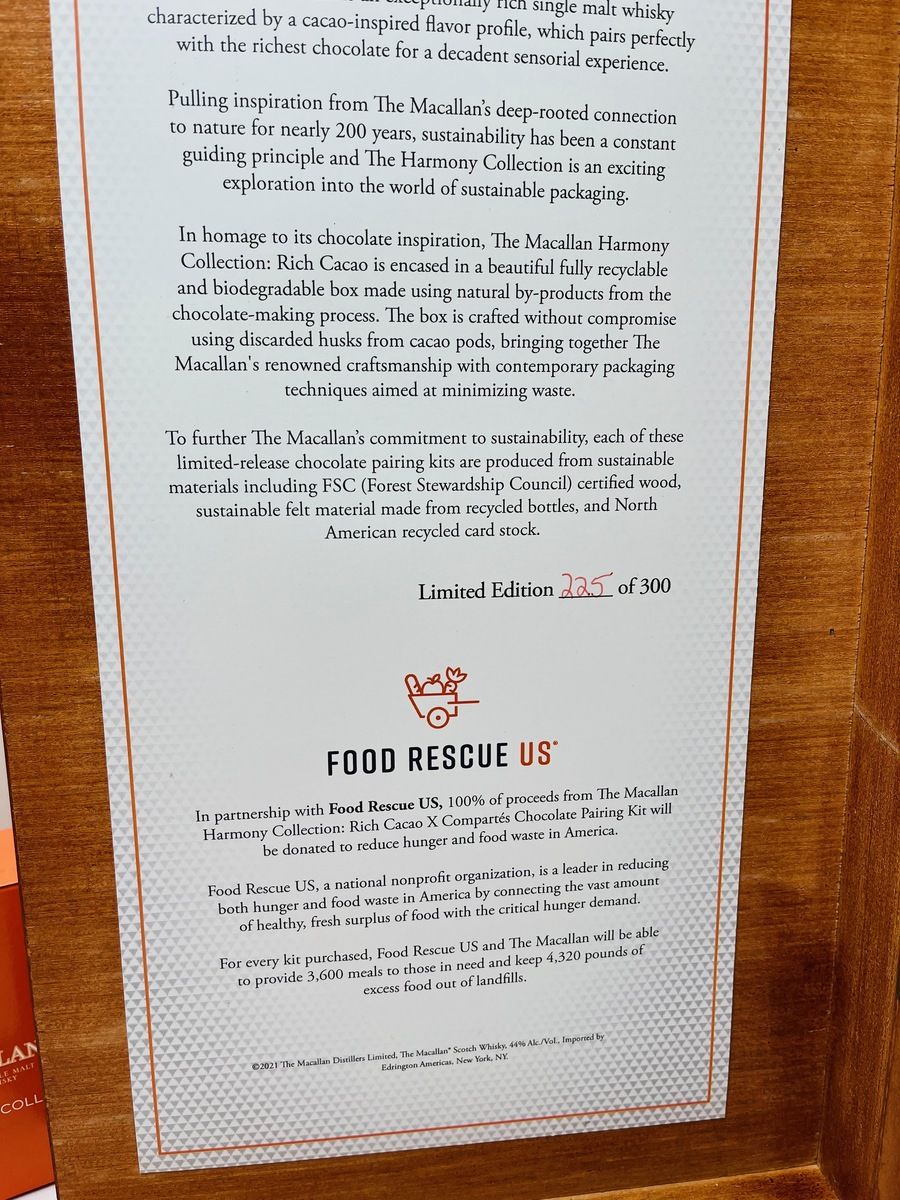 exceptionally rich single malt whisky
characterized by a cacao-inspired flavor profile, which pairs perfectly
with the richest chocolate for a decadent sensorial experience.
Pulling inspiration from The Macallan's deep-rooted connection
to nature for nearly 200 years, sustainability has been a constant
guiding principle and The Harmony Collection is an exciting
exploration into the world of sustainable packaging.
In homage to its chocolate inspiration, The Macallan Harmony
Collection: Rich Cacao is encased in a beautiful fully recyclable
and biodegradable box made using natural by-products from the
chocolate-making process. The box is crafted without compromise
using discarded husks from cacao pods, bringing together The
Macallan's renowned craftsmanship with contemporary packaging
techniques aimed at minimizing waste.
To further The Macallan's commitment to sustainability, each of these
limited-release chocolate pairing kits are produced from sustainable
materials including FSC (Forest Stewardship Council) certified wood,
sustainable felt material made from recycled bottles, and North
American recycled card stock.
Limited Edition 225 of 300
FOOD RESCUE US®
In partnership with Food Rescue US, 100% of proceeds from The Macallan
Harmony Collection: Rich Cacao X Compartés Chocolate Pairing Kit will
be donated to reduce hunger and food waste in America.
Food Rescue US, a national nonprofit organization, is a leader in reducing
both hunger and food waste in America by connecting the vast amount
of healthy, fresh surplus of food with the critical hunger demand.
For every kit purchased, Food Rescue US and The Macallan will be able
to provide 3,600 meals to those in need and keep 4,320 pounds of
excess food out of landfills.
©2021 The Macallan Distillers Limited, The Macallan® Scotch Whisky, 44% Alc./Vol., Imported by
Edrington Americas, New York, NY.
LAN
LE MALT
ISKY
COLL